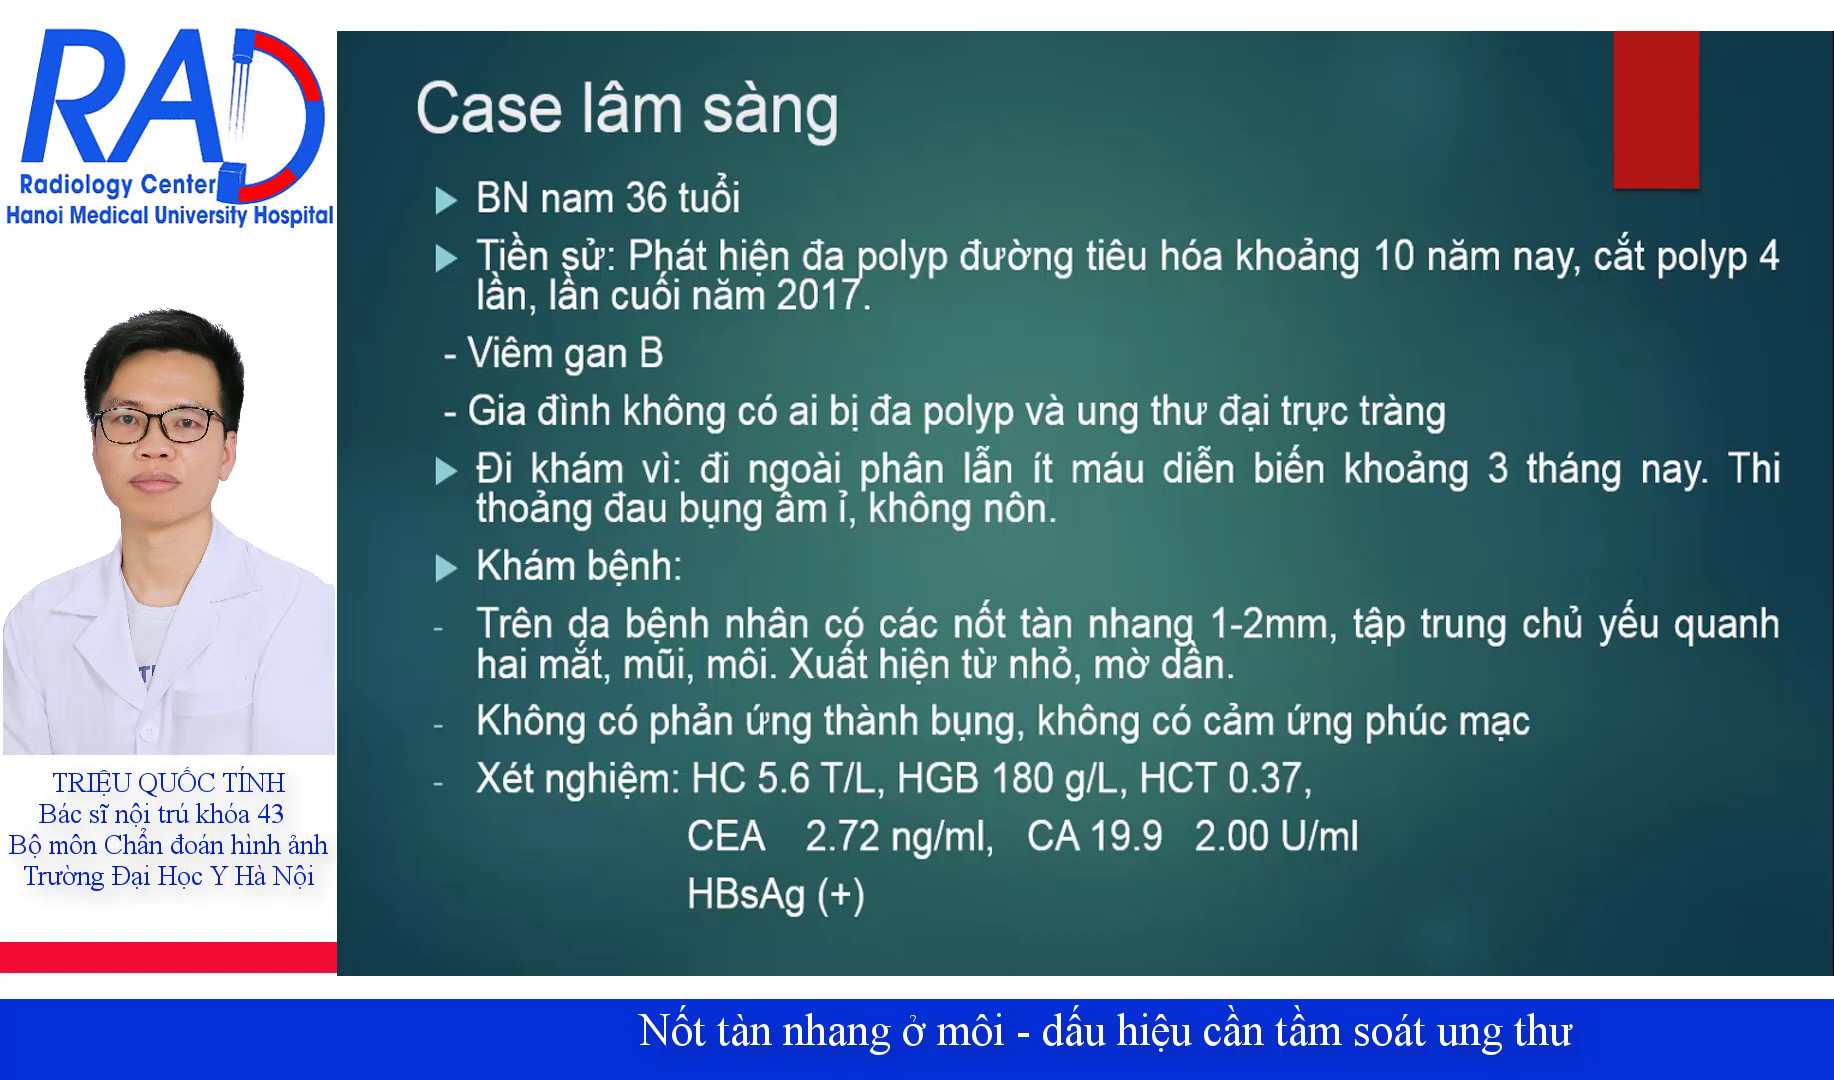 RAD
Radiology Center
Hanoi Medical University Hospital
TRIỆU QUỐC TÍNH
Bác sĩ nội trú khóa 43
Bộ môn Chẩn đoán hình ảnh
Trường Đại Học Y Hà Nội
Case lâm sàng
BN nam 36 tuổi
Tiền sử: Phát hiện đa polyp đường tiêu hóa khoảng 10 năm nay, cắt polyp 4
lần, lần cuối năm 2017.
- Viêm gan B
- Gia đình không có ai bị đa polyp và ung thư đại trực tràng
Đi khám vì: đi ngoài phân lẫn ít máu diễn biến khoảng 3 tháng nay. Thi
thoảng đau bụng âm ỉ, không nôn.
Khám bệnh:
- Trên da bệnh nhân có các nốt tàn nhang 1-2mm, tập trung chủ yếu quanh
hai mắt, mũi, môi. Xuất hiện từ nhỏ, mờ dần.
- Không có phản ứng thành bụng, không có cảm ứng phúc mạc
- Xét nghiệm: HC 5.6 T/L, HGB 180 g/L, HCT 0.37,
CEA 2.72 ng/ml, CA 19.9 2.00 U/ml
HBsAg (+)
Nốt tàn nhang ở môi - dấu hiệu cần tầm soát ung thư